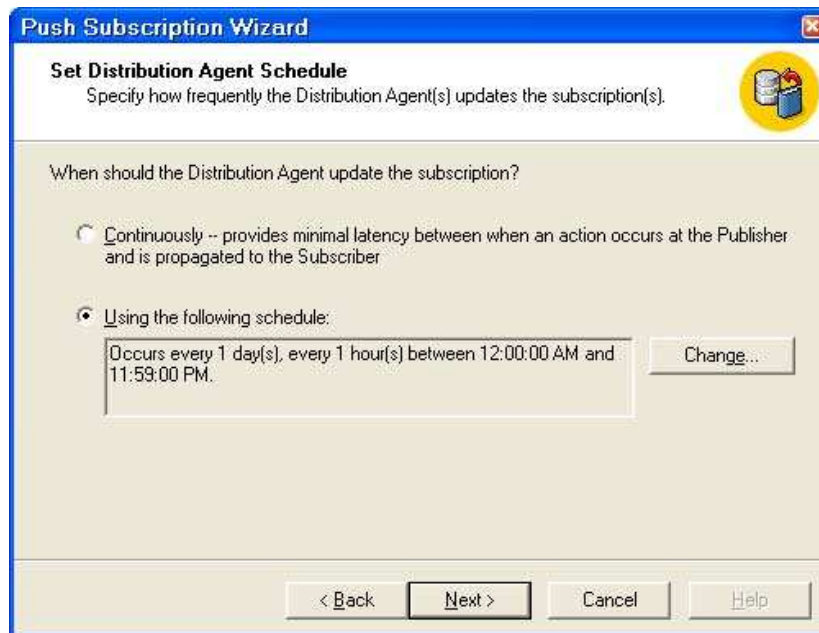 Push Subscription Wizard
Set Distribution Agent Schedule
Specify how frequently the Distribution Agent(s) updates the subscription(s).
When should the Distribution Agent update the subscription?
Continuously -- provides minimal latency between when an action occurs at the Publisher
and is propagated to the Subscriber
Using the following schedule:
Occurs every 1 day(s), every 1 hour(s) between 12:00:00 AM and
11:59:00 PM.
Change...
< Back
Next >
Cancel
Help